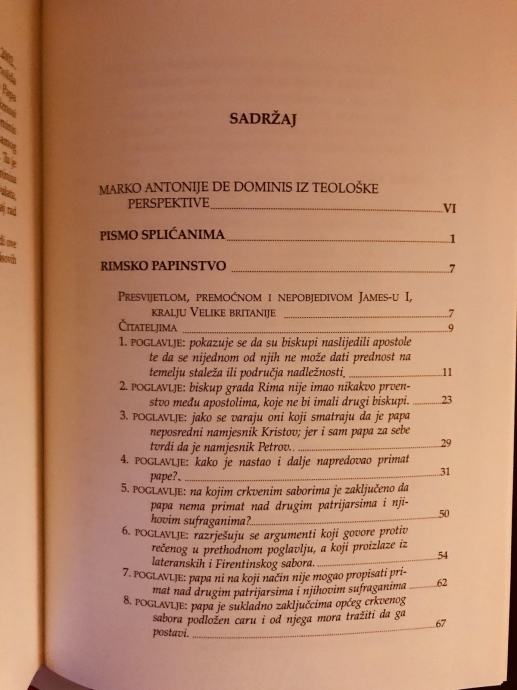 SADRŽAJ
MARKO ANTONIJE DE DOMINIS IZ TEOLOŠKE
PERSPEKTIVE VI
PISMO SPLIĆANIMA 1
RIMSKO PAPINSTVO 7
Presvijetlom, premoćnom i nepobjedivom James-u I,
kralju Velike britanije 7
Čitateljima 9
1. poglavlje: pokazuje se da su biskupi naslijedili apostole
te da se nijednom od njih ne može dati prednost na
temelju staleža ili područja nadležnosti. 11
2. poglavlje: biskup grada Rima nije imao nikakvo prven-
stvo među apostolima, koje ne bi imali drugi biskupi. 23
3. poglavlje: jako se varaju oni koji smatraju da je papa
neposredni namjesnik Kristov; jer i sam papa za sebe
tvrdi da je namjesnik Petrov.. 29
4. poglavlje: kako je nastao i dalje napredovao primat
pape?. 31
5. poglavlje: na kojim crkvenim saborima je zaključeno da
papa nema primat nad drugim patrijarsima i nji-
hovim sufraganima? 50
6. poglavlje: razrješuju se argumenti koji govore protiv
rečenog u prethodnom poglavlju, a koji proizlaze iz
lateranskih i Firentinskog sabora. 54
7. poglavlje: papa ni na koji način nije mogao propisati pri-
mat nad drugim patrijarsima i njihovim sufraganima 62
8. poglavlje: papa je sukladno zaključcima općeg crkvenog
sabora podložen caru i od njega mora tražiti da ga
postavi. 67